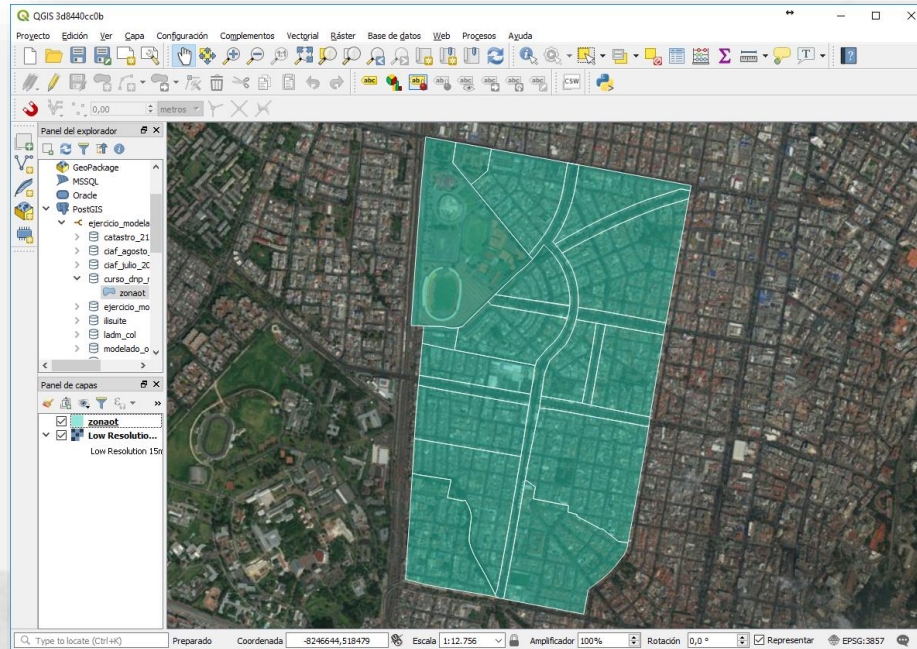 QGIS 3d8440cc0b
Proyecto Edición Ver Capa Configuración Complementos Vectorial Ráster Base de datos Web Procesos Ayuda
0,00 metros
CSW
Panel del explorador
GeoPackage
MSSQL
Oracle
PostGIS
ejercicio_modela
catastro_21
ciaf_agosto_
ciaf_julio_20
curso_dnp_r
zonaot
ejercicio_mo
ilisuite
ladm_col
modelado_o
Panel de capas
zonaot
Low Resolutio...
Low Resolution 15m
Type to locate (Ctrl+K) Preparado Coordenada -8246644,518479 Escala 1:12.756 Amplificador 100% Rotación 0,0 ° Representar EPSG:3857